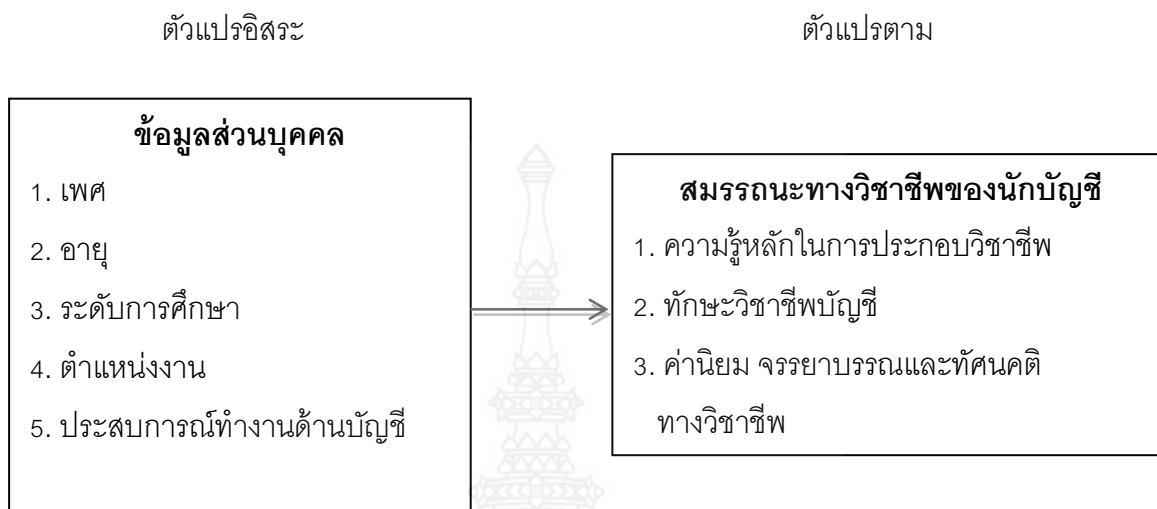 ตัวแปรอิสระ
ตัวแปรตาม
ข้อมูลส่วนบุคคล
1. เพศ
2. อายุ
3. ระดับการศึกษา
4. ตำแหน่งงาน
5. ประสบการณ์ทำงานด้านบัญชี
สมรรถนะทางวิชาชีพของนักบัญชี
1. ความรู้หลักในการประกอบวิชาชีพ
2. ทักษะวิชาชีพบัญชี
3. ค่านิยม จรรยาบรรณและทัศนคติ
ทางวิชาชีพ